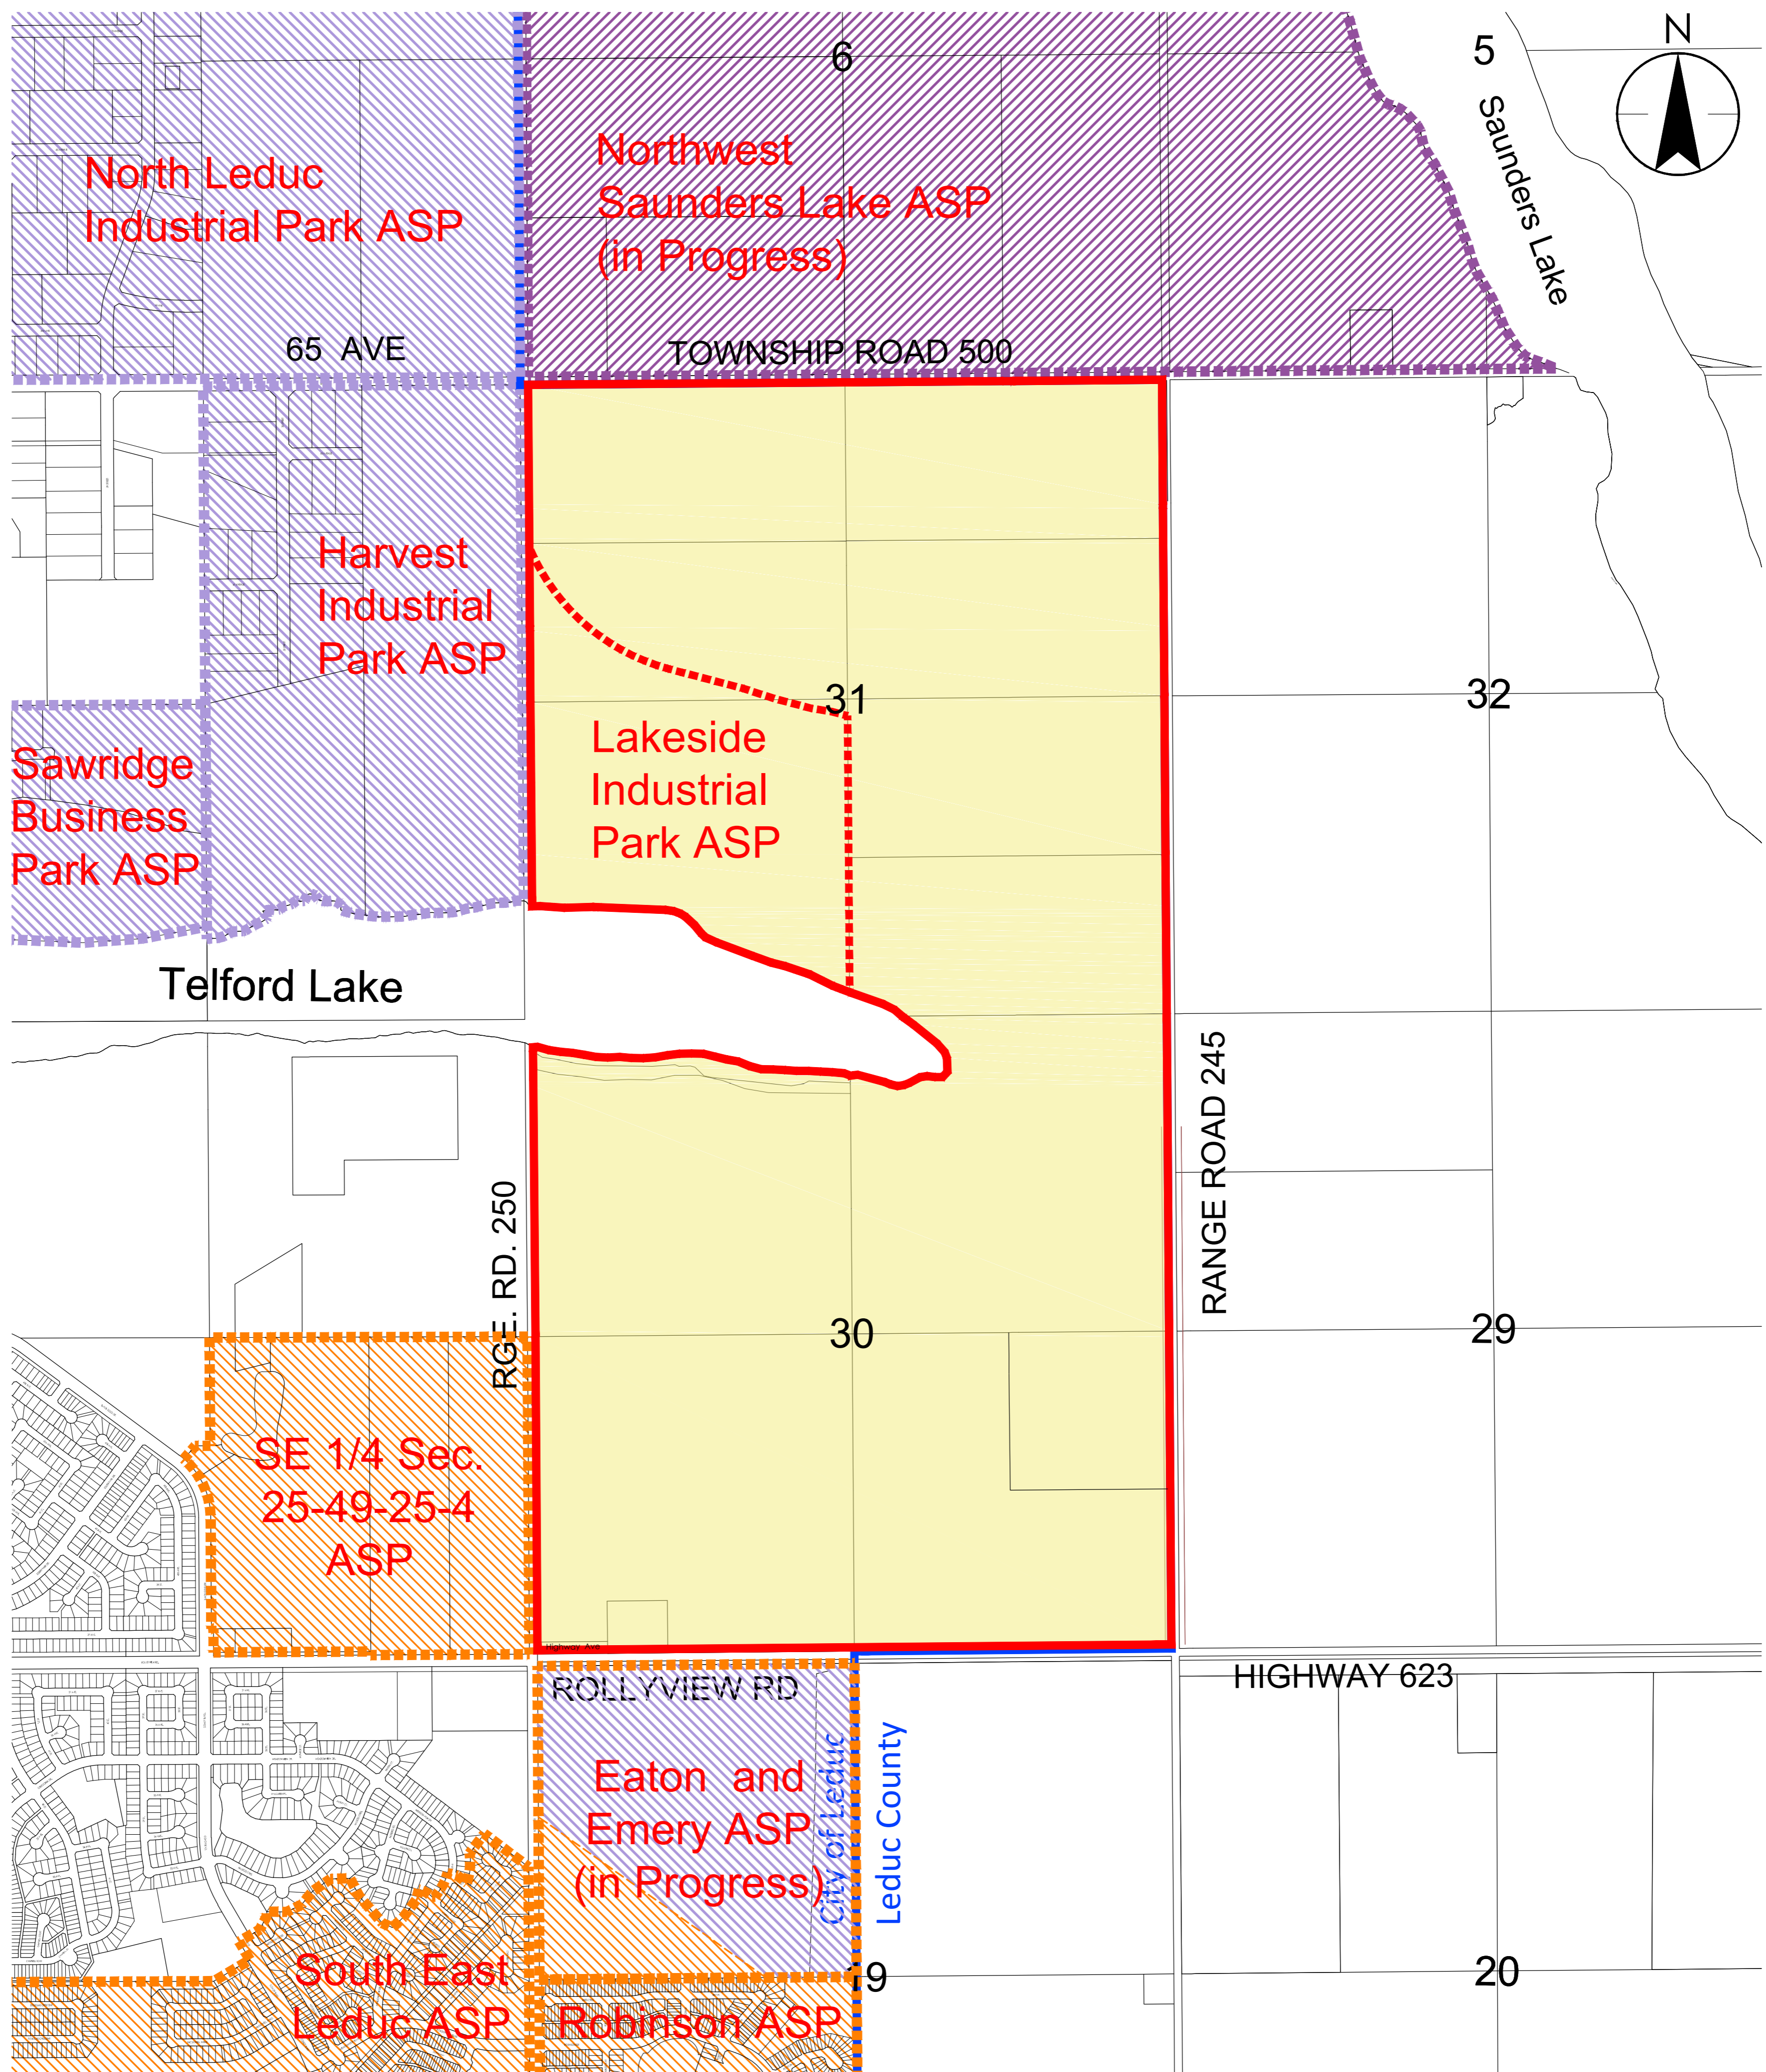 6
5
N
Saunders Lake
North Leduc
Industrial Park ASP
Northwest
Saunders Lake ASP
(in Progress)
65 AVE
TOWNSHIP ROAD 500
Harvest
Industrial
Park ASP
31
32
Lakeside
Industrial
Park ASP
Sawridge
Business
Park ASP
Telford Lake
RGE. RD. 250
RANGE ROAD 245
30
29
SE 1/4 Sec.
25-49-25-4
ASP
Highway Ave
ROLLYVIEW RD
HIGHWAY 623
Eaton and
Emery ASP
(in Progress)
City of Leduc
Leduc County
South East
Leduc ASP
Robinson ASP
9
20